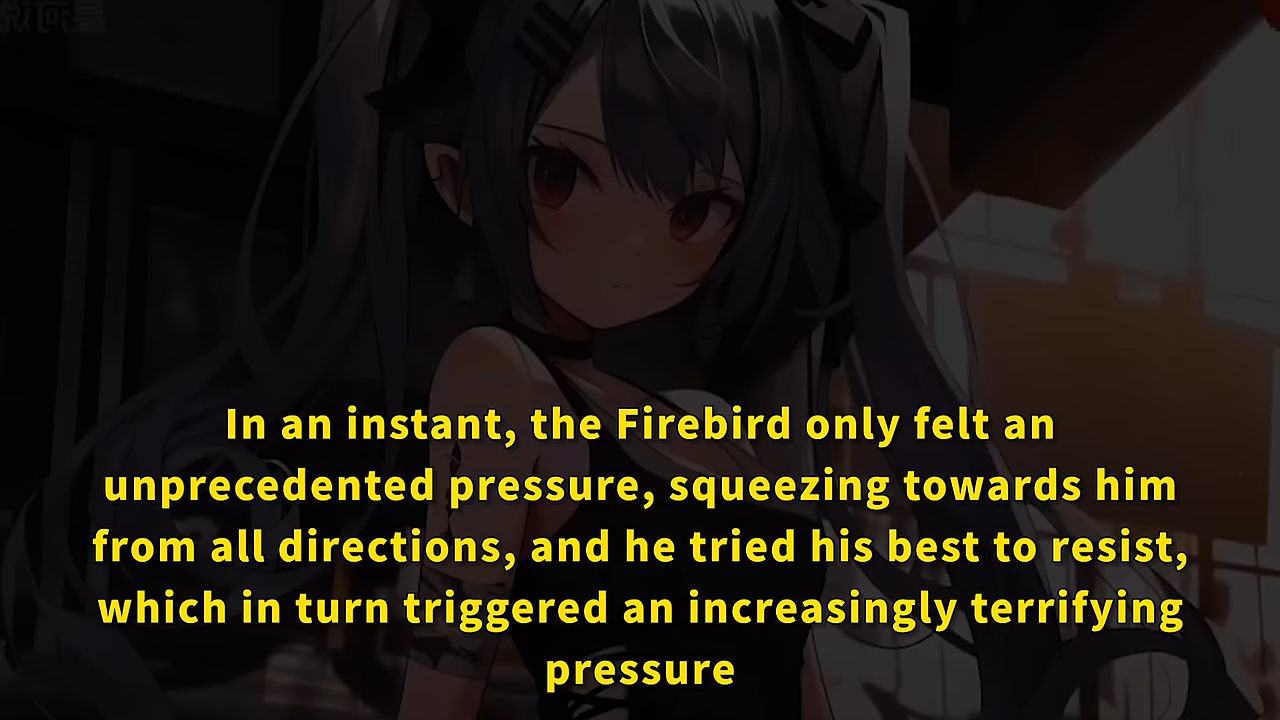 In an instant, the Firebird only felt an
unprecedented pressure, squeezing towards him
from all directions, and he tried his best to resist,
which in turn triggered an increasingly terrifying
pressure